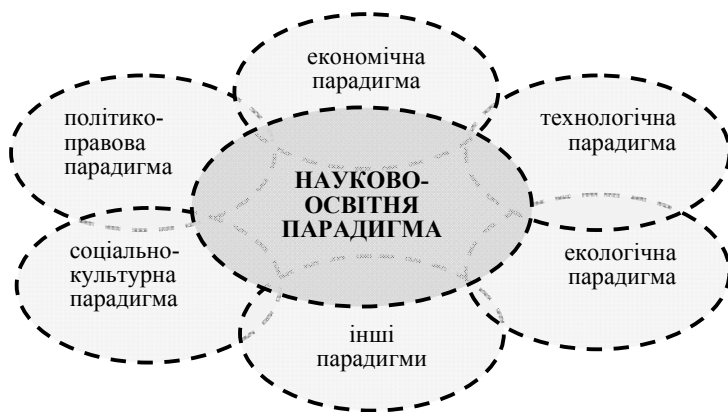 економічна
парадигма
політико-
правова
парадигма
технологічна
парадигма
НАУКОВО-
ОСВІТНЯ
ПАРАДИГМА
соціально-
культурна
парадигма
екологічна
парадигма
інші
парадигми